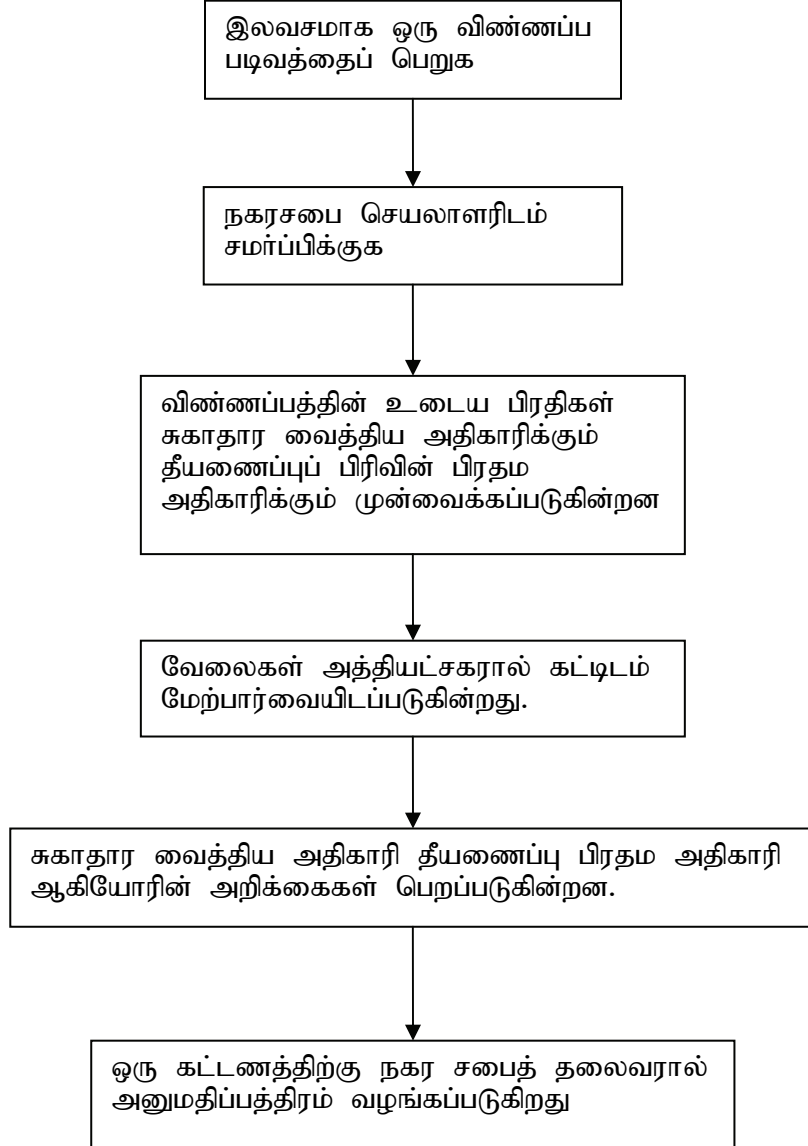 இலவசமாக ஒரு விண்ணப்ப
படிவத்தைப் பெறுக
நகரசபை செயலாளரிடம்
சமர்ப்பிக்குக
விண்ணப்பத்தின் உடைய பிரதிகள்
சுகாதார வைத்திய அதிகாரிக்கும்
தீயணைப்புப் பிரிவின் பிரதம
அதிகாரிக்கும் முன்வைக்கப்படுகின்றன
வேலைகள் அத்தியட்சகரால் கட்டிடம்
மேற்பார்வையிடப்படுகின்றது.
சுகாதார வைத்திய அதிகாரி தீயணைப்பு பிரதம அதிகாரி
ஆகியோரின் அறிக்கைகள் பெறப்படுகின்றன.
ஒரு கட்டணத்திற்கு நகர சபைத் தலைவரால்
அனுமதிப்பத்திரம் வழங்கப்படுகிறது